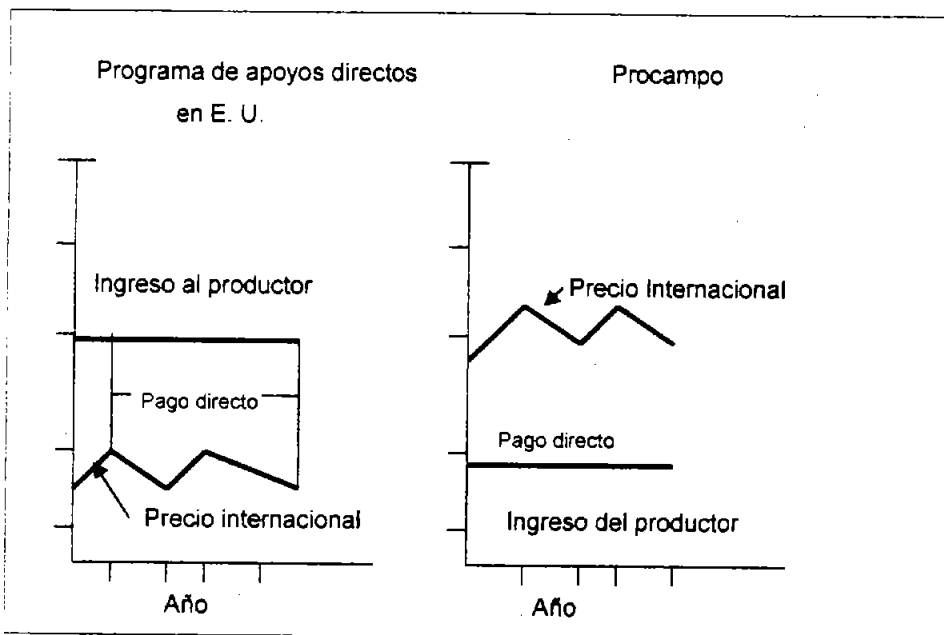 Programa de apoyos directos
en E. U.
Ingreso al productor
Pago directo
Precio internacional
Año
Procampo
Precio Internacional
Pago directo
Ingreso del productor
Año